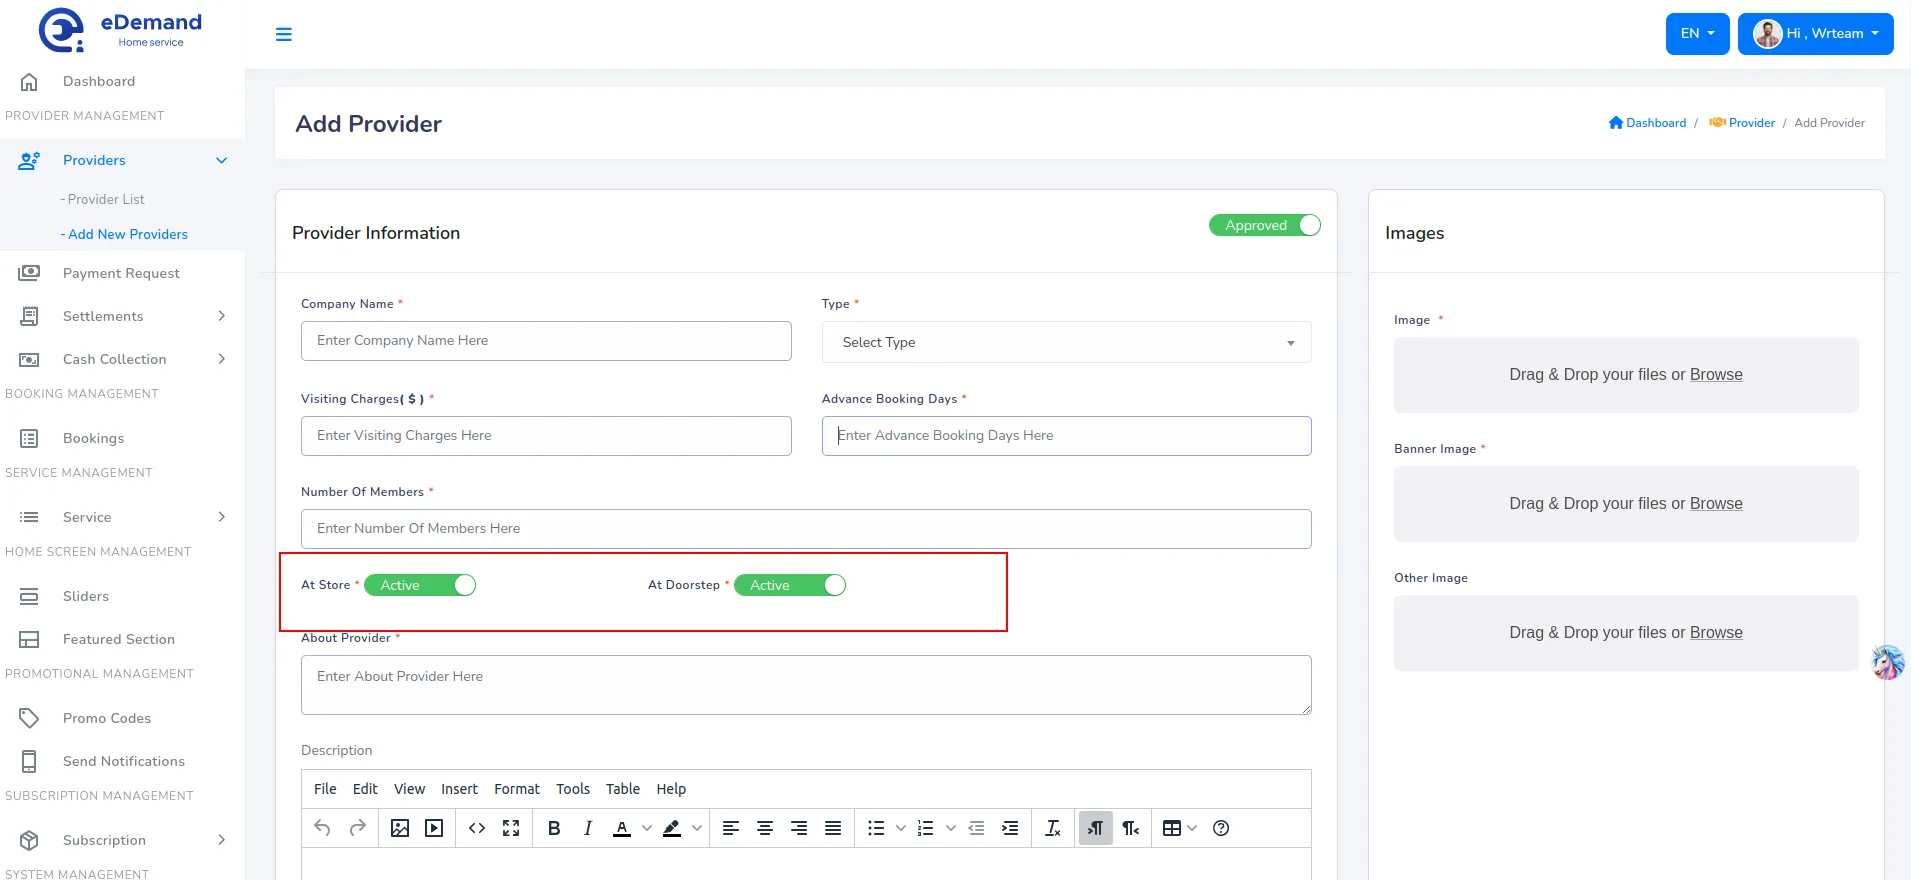 eDemand
Home service
EN
Hi , Wrteam
Dashboard
PROVIDER MANAGEMENT
Providers
- Provider List
- Add New Providers
Payment Request
Settlements
Cash Collection
BOOKING MANAGEMENT
Bookings
SERVICE MANAGEMENT
Service
HOME SCREEN MANAGEMENT
Sliders
Featured Section
PROMOTIONAL MANAGEMENT
Promo Codes
Send Notifications
SUBSCRIPTION MANAGEMENT
Subscription
SYSTEM MANAGEMENT
Add Provider
Dashboard / Provider / Add Provider
Provider Information
Approved
Company Name *
Enter Company Name Here
Type *
Select Type
Visiting Charges( $ ) *
Enter Visiting Charges Here
Advance Booking Days *
Enter Advance Booking Days Here
Number Of Members *
Enter Number Of Members Here
At Store * Active
At Doorstep * Active
About Provider *
Enter About Provider Here
Description
File Edit View Insert Format Tools Table Help
Images
Image *
Drag & Drop your files or Browse
Banner Image *
Drag & Drop your files or Browse
Other Image
Drag & Drop your files or Browse